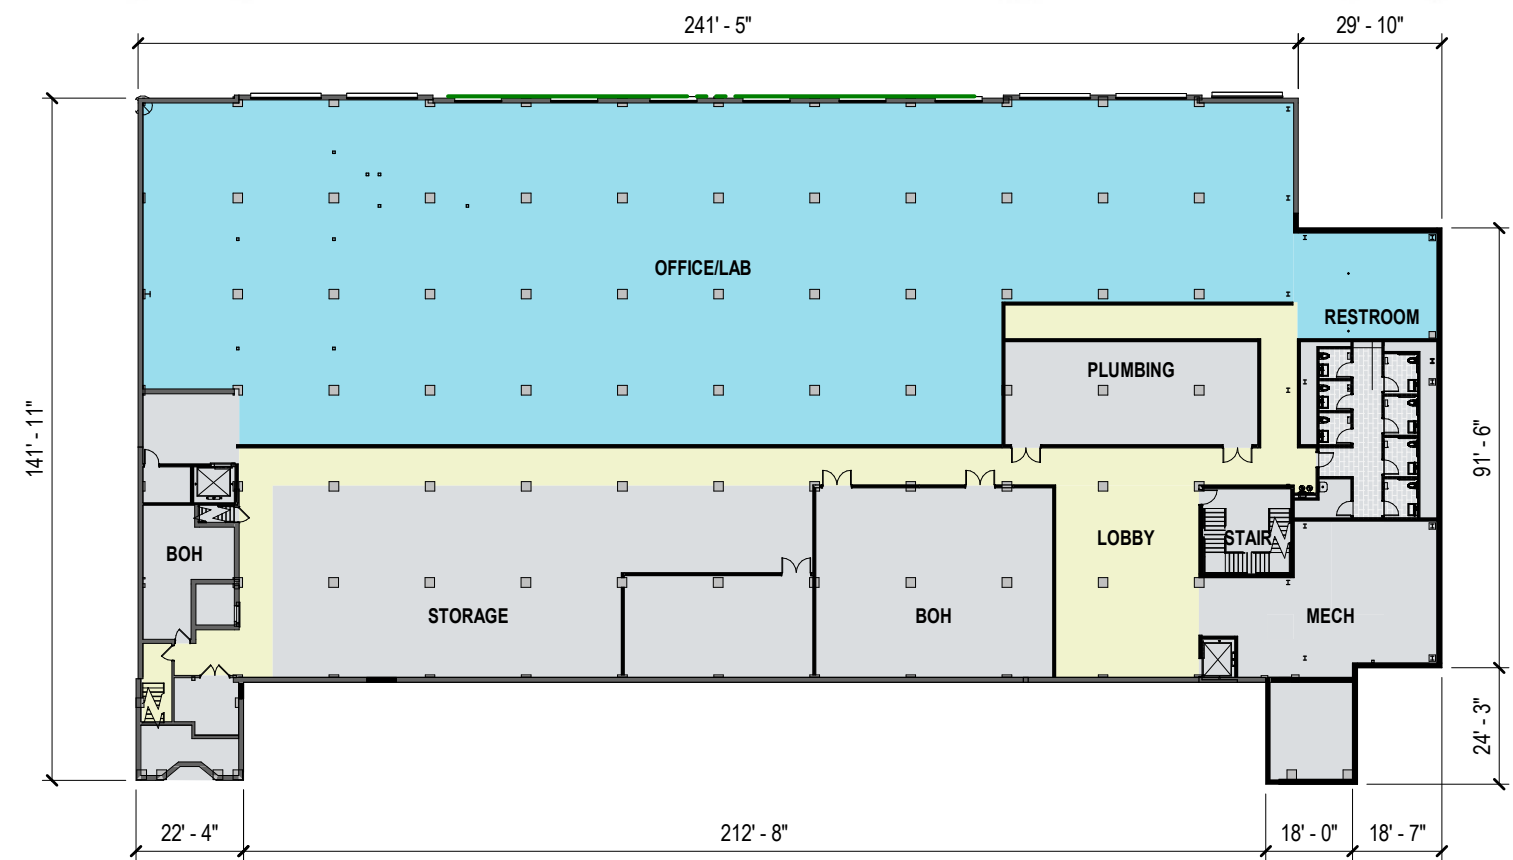 241' - 5"
29' - 10"
OFFICE/LAB
RESTROOM
PLUMBING
141' - 11"
91' - 6"
LOBBY
STAIR
BOH
STORAGE
BOH
MECH
24' - 3"
22' - 4"
212' - 8"
18' - 0"
18' - 7"